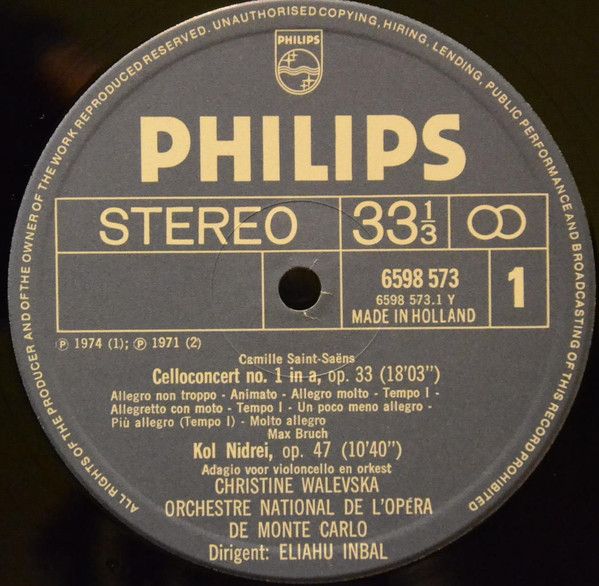 ALL RIGHTS OF THE PRODUCER AND OF THE OWNER OF THE WORK REPRODUCED RESERVED. UNAUTHORISED COPYING, HIRING, LENDING, PUBLIC PERFORMANCE AND BROADCASTING OF THIS RECORD PROHIBITED
PHILIPS
PHILIPS
STEREO 33 1/3
6598 573
6598 573.1 Y
MADE IN HOLLAND
1
℗ 1974 (1); ℗ 1971 (2)
Camille Saint-Saëns
Celloconcert no. 1 in a, op. 33 (18'03")
Allegro non troppo - Animato - Allegro molto - Tempo I -
Allegretto con moto - Tempo I - Un poco meno allegro -
Più allegro (Tempo I) - Molto allegro
Max Bruch
Kol Nidrei, op. 47 (10'40")
Adagio voor violoncello en orkest
CHRISTINE WALEVSKA
ORCHESTRE NATIONAL DE L'OPÉRA
DE MONTE CARLO
Dirigent: ELIAHU INBAL